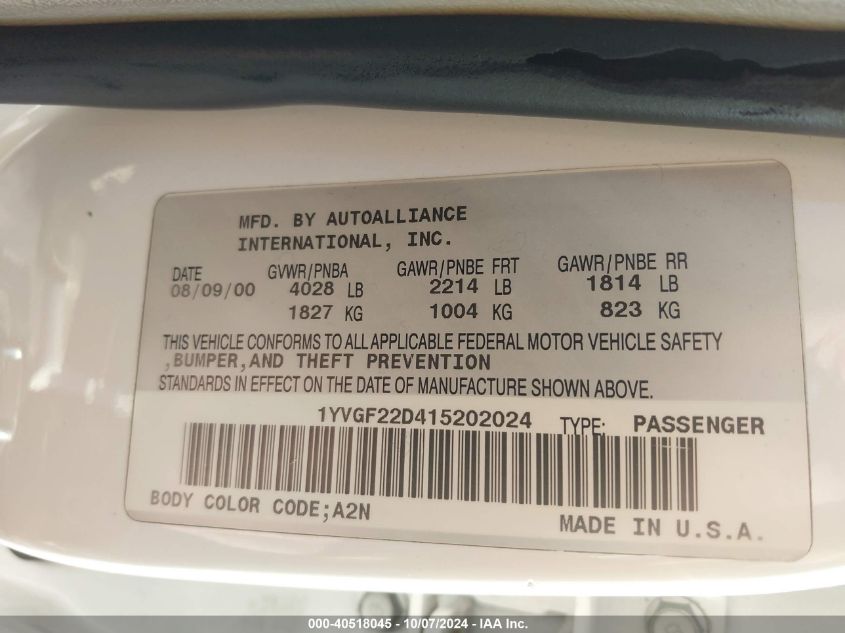 MFD. BY AUTOALLIANCE
INTERNATIONAL, INC.
DATE GVWR/PNBA GAWR/PNBE FRT GAWR/PNBE RR
08/09/00 4028 LB 2214 LB 1814 LB
1827 KG 1004 KG 823 KG
THIS VEHICLE CONFORMS TO ALL APPLICABLE FEDERAL MOTOR VEHICLE SAFETY
,BUMPER,AND THEFT PREVENTION
STANDARDS IN EFFECT ON THE DATE OF MANUFACTURE SHOWN ABOVE.
1YVGF22D415202024 TYPE: PASSENGER
BODY COLOR CODE;A2N MADE IN U.S.A.
000-40518045 - 10/07/2024 - IAA Inc.